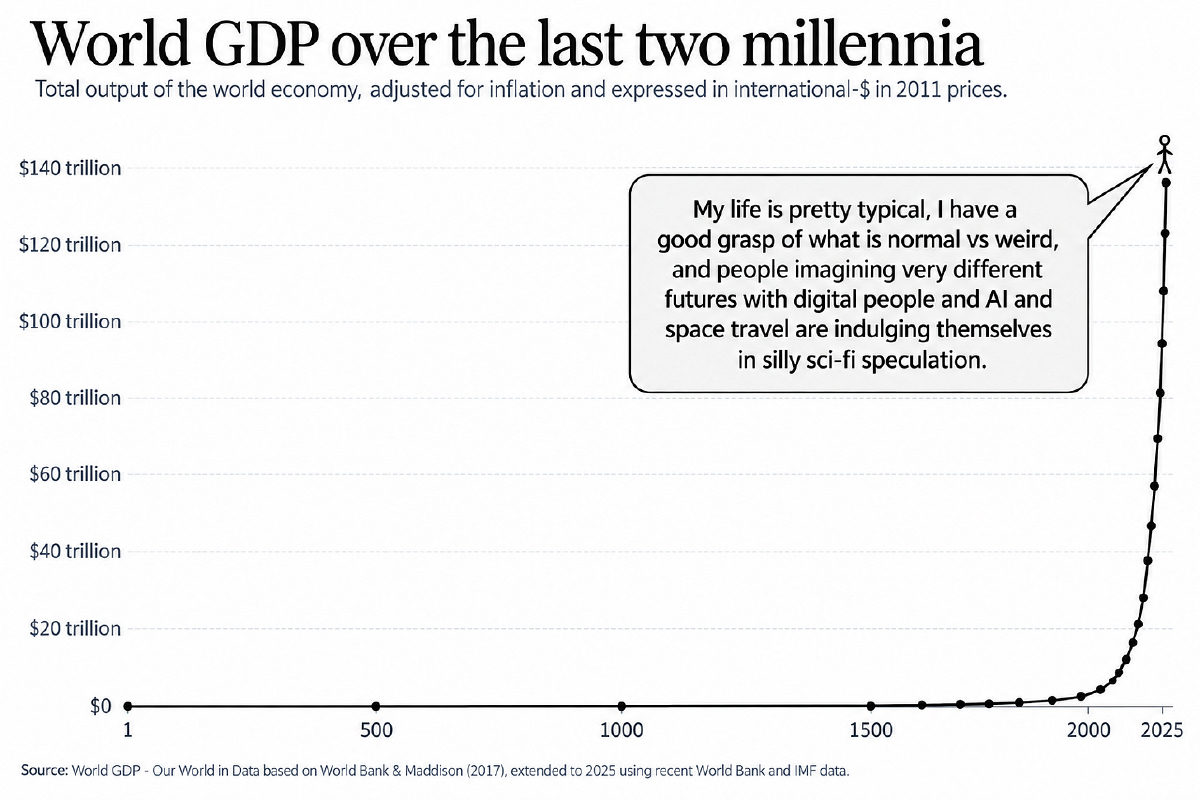 World GDP over the last two millennia
Total output of the world economy, adjusted for inflation and expressed in international-$ in 2011 prices.
$140 trillion
My life is pretty typical, I have a
good grasp of what is normal vs weird,
and people imagining very different
futures with digital people and AI and
space travel are indulging themselves
in silly sci-fi speculation.
$120 trillion
$100 trillion
$80 trillion
$60 trillion
$40 trillion
$20 trillion
$0
1 500 1000 1500 2000 2025
Source: World GDP - Our World in Data based on World Bank & Maddison (2017), extended to 2025 using recent World Bank and IMF data.